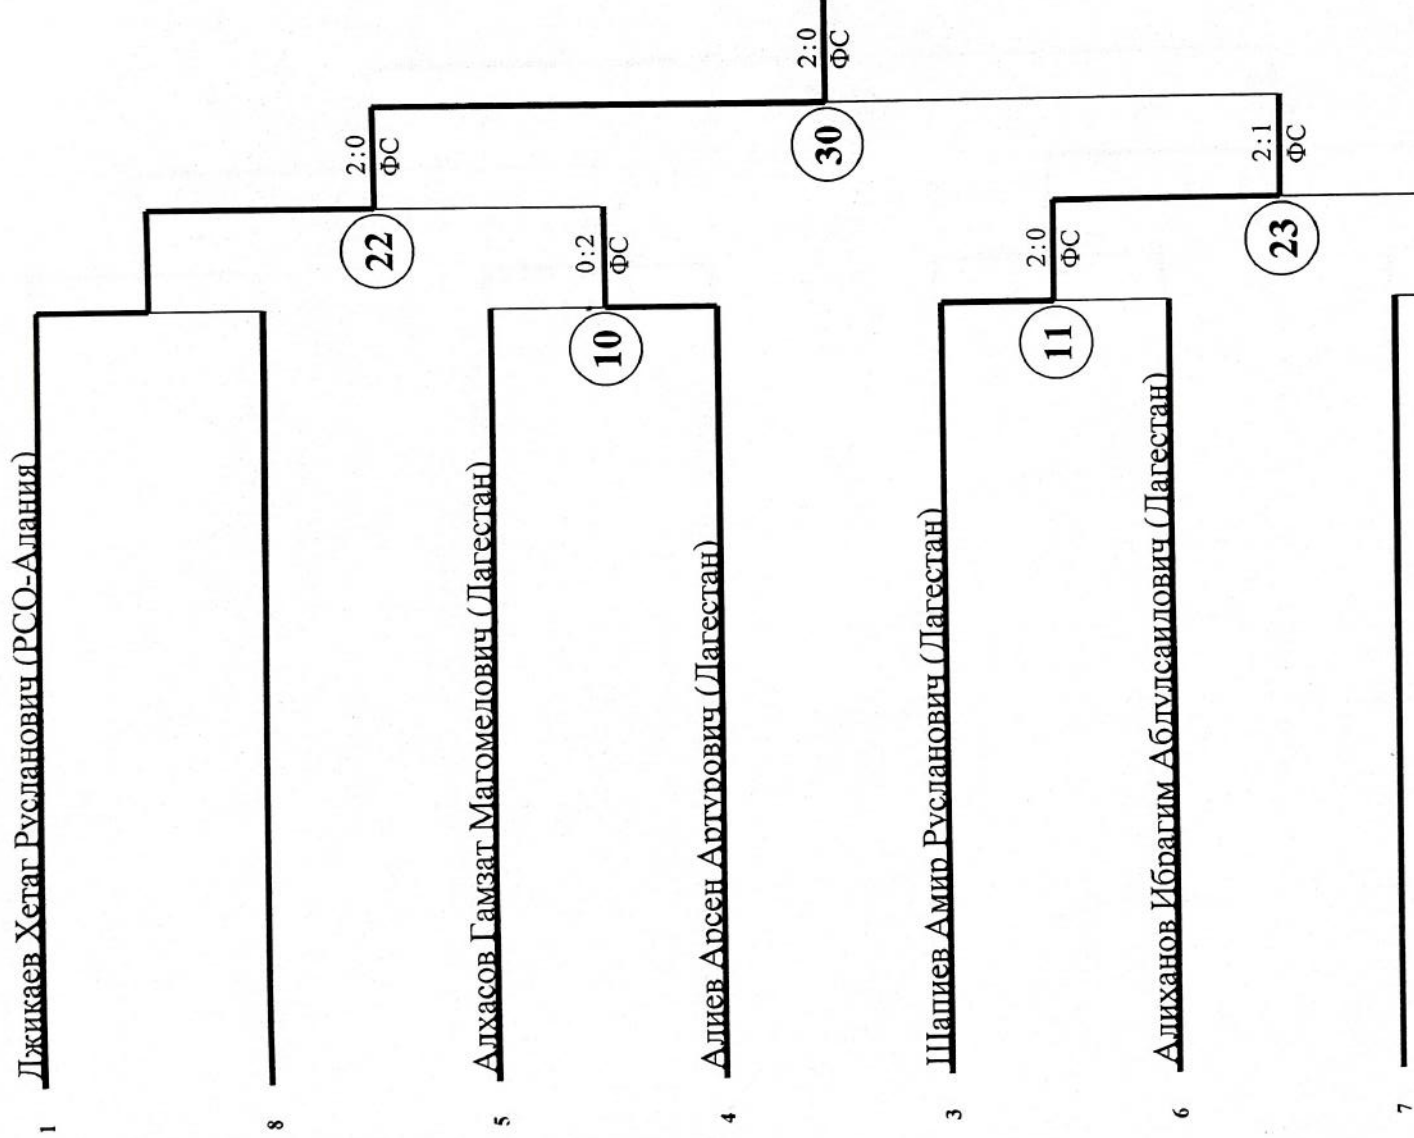 1 Джикаев Хетаг Русланович (РСО-Алания)
8
5 Алхасов Гамзат Магомедович (Дагестан)
4 Алиев Арсен Артурович (Дагестан)
3 Шапиев Амир Русланович (Дагестан)
6 Алиханов Ибрагим Абдулсаидович (Дагестан)
7
10
0:2
ФС
11
2:0
ФС
22
2:0
ФС
23
2:1
ФС
30
2:0
ФС